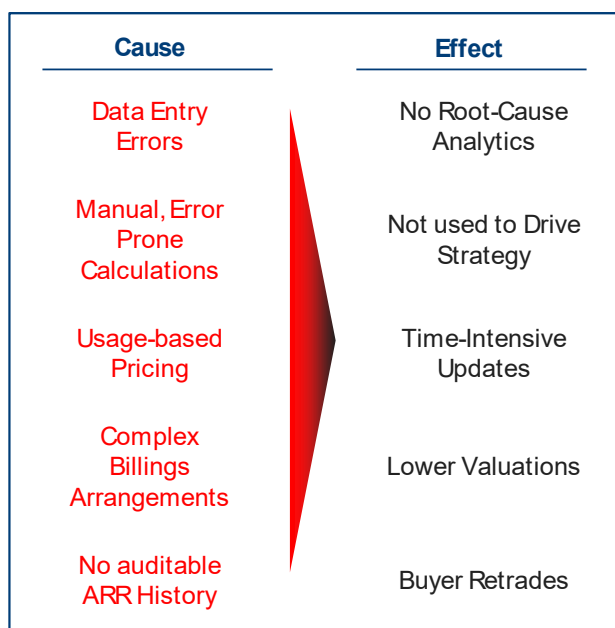 Cause
Effect
Data Entry
Errors
No Root-Cause
Analytics
Manual, Error
Prone
Calculations
Not used to Drive
Strategy
Usage-based
Pricing
Time-Intensive
Updates
Complex
Billings
Arrangements
Lower Valuations
No auditable
ARR History
Buyer Retrades